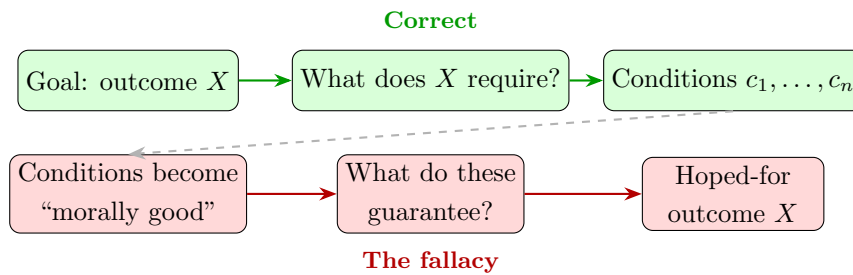 Correct
Goal: outcome X
What does X require?
Conditions c₁, . . . , cₙ
Conditions become
“morally good”
What do these
guarantee?
Hoped-for
outcome X
The fallacy